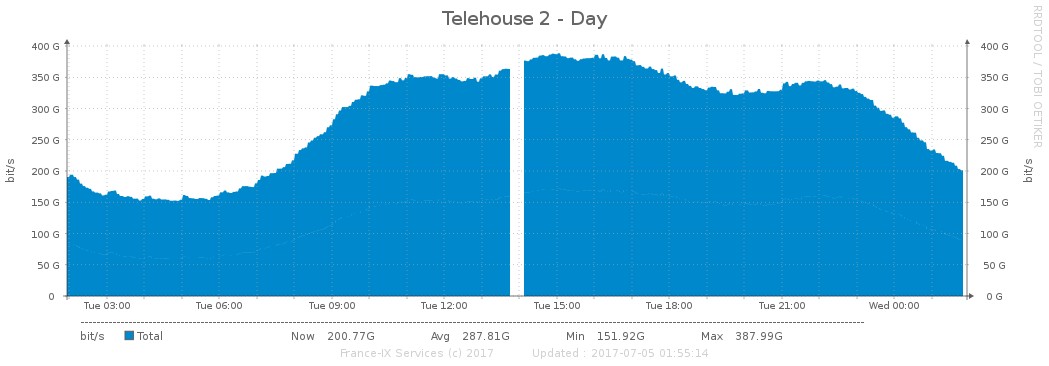 Telehouse 2 - Day
RRDTOOL / TOBI OETIKER
bit/s
400 G 400 G
350 G 350 G
300 G 300 G
250 G 250 G
200 G 200 G
150 G 150 G
100 G 100 G
50 G 50 G
0 0 G
bit/s
Tue 03:00 Tue 06:00 Tue 09:00 Tue 12:00 Tue 15:00 Tue 18:00 Tue 21:00 Wed 00:00
bit/s Total Now 200.77G Avg 287.81G Min 151.92G Max 387.99G
France-IX Services (c) 2017 Updated : 2017-07-05 01:55:14